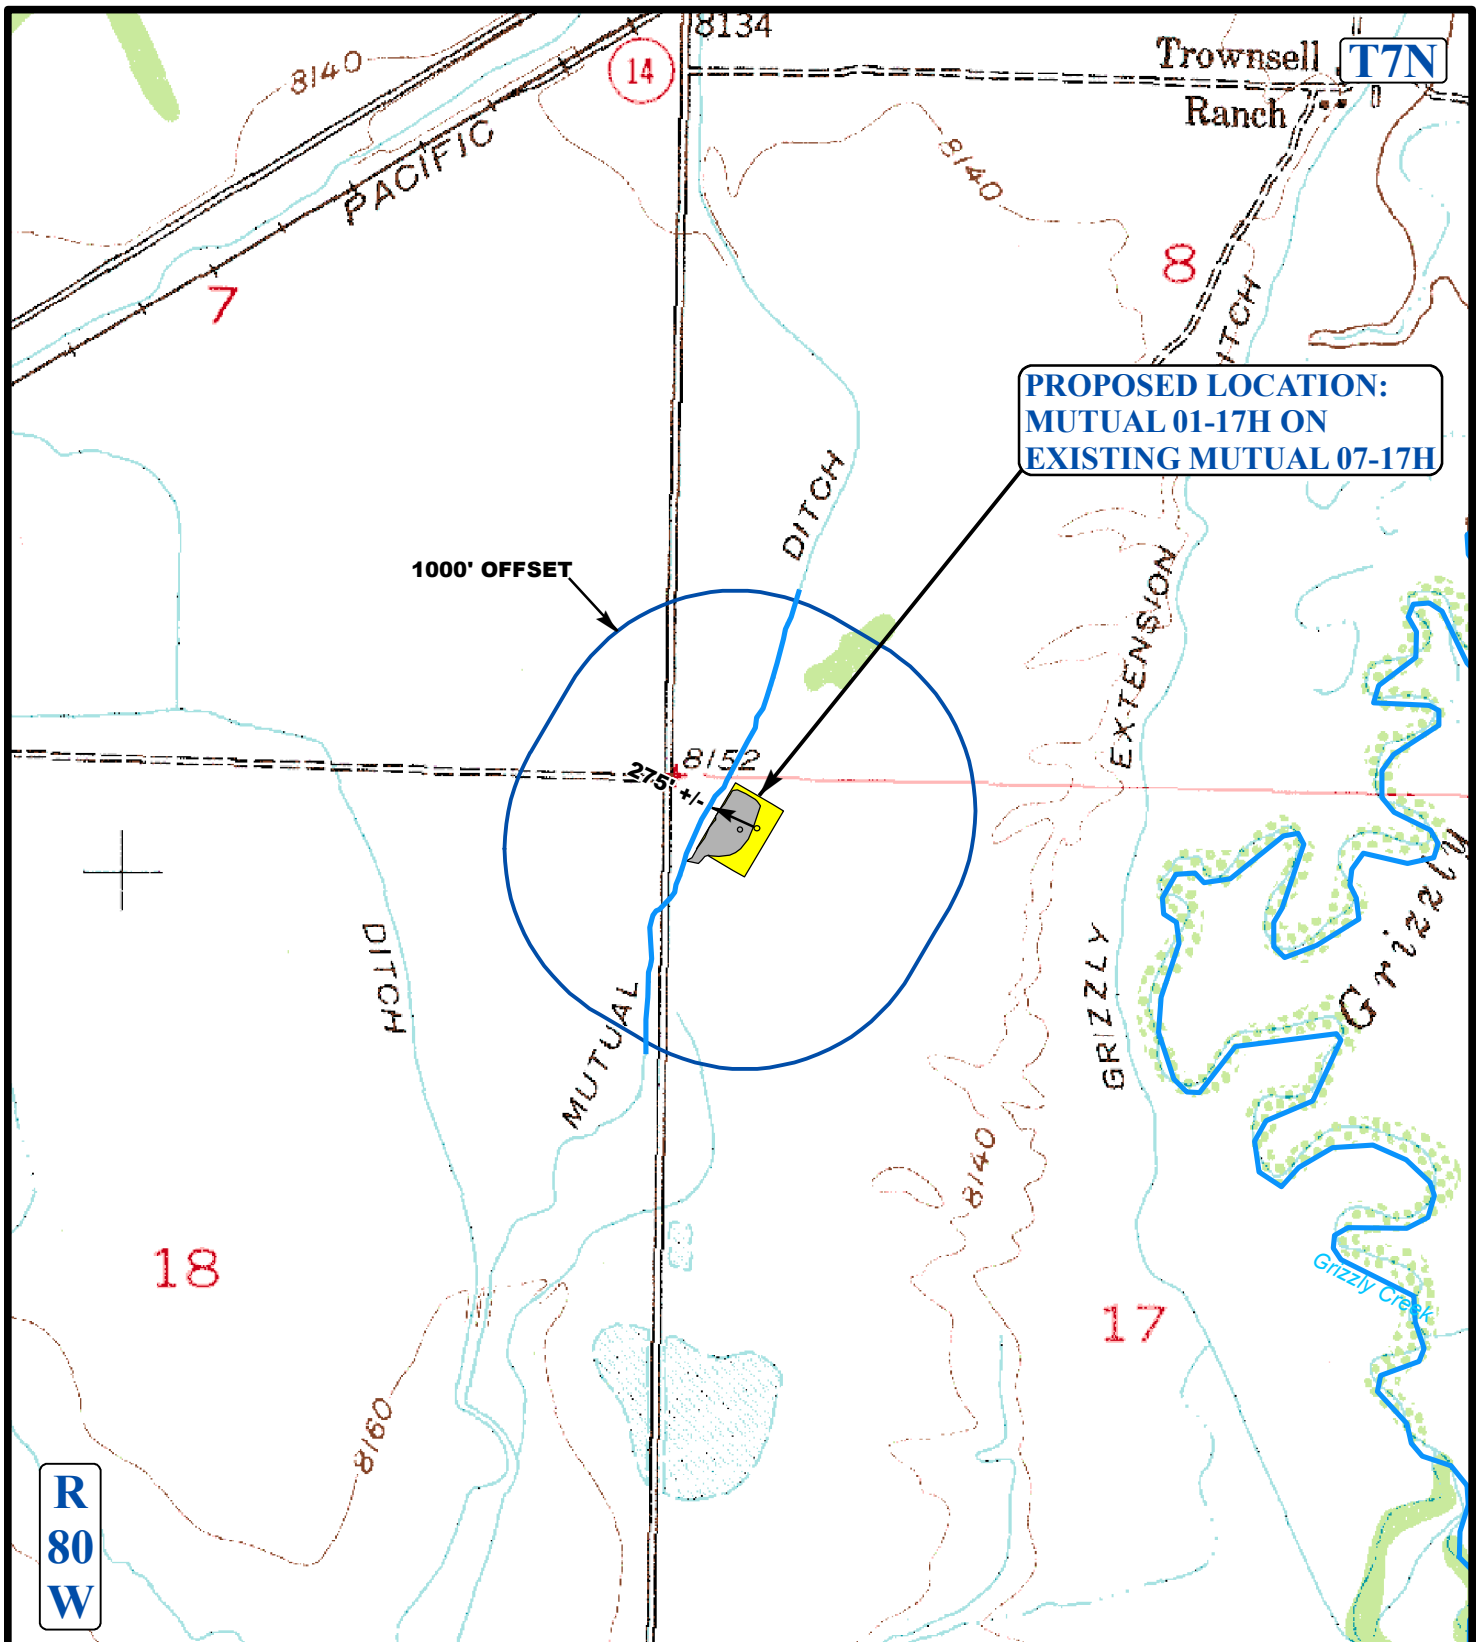 8134
14
Trownsell
Ranch
T7N
8140
PACIFIC
8140
8
7
ITCH
PROPOSED LOCATION:
MUTUAL 01-17H ON
EXISTING MUTUAL 07-17H
DITCH
1000' OFFSET
EXTENSION
8152
275' +/-
Grizzly
DITCH
GRIZZLY
MUTUAL
8140
18
Grizzly Creek
17
8160
R
80
W